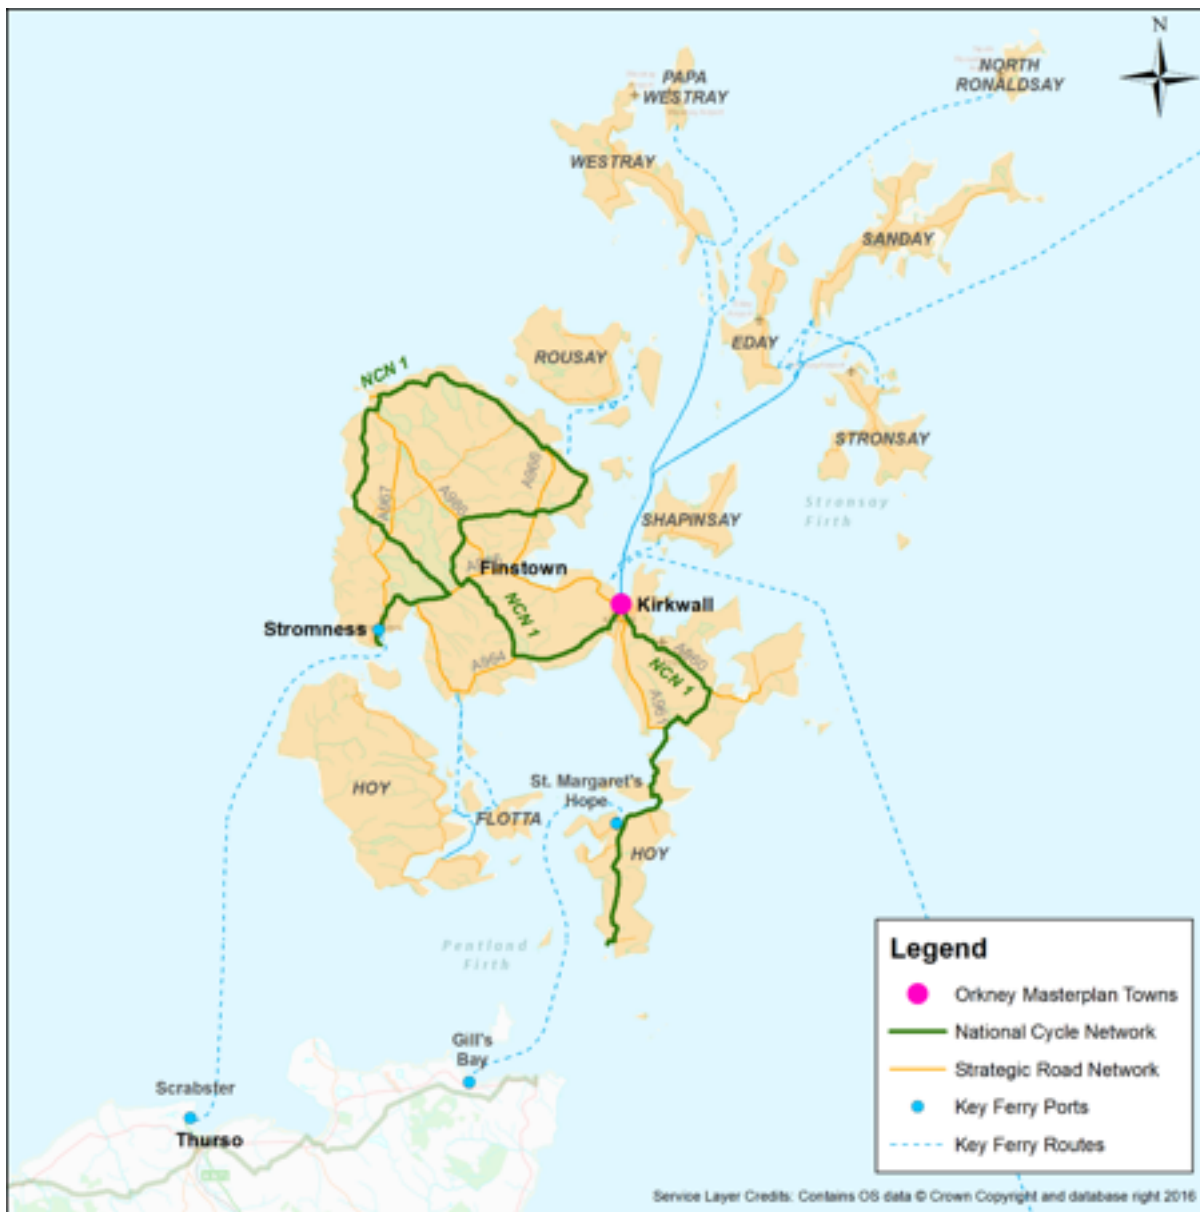 N
PAPA
WESTRAY
NORTH
RONALDSAY
WESTRAY
SANDAY
EDAY
ROUSAY
NCN 1
STRONSAY
A966
A967
A986
Stronsay
Firth
SHAPINSAY
Finstown
NCN 1
Kirkwall
Stromness
A964
A960
NCN 1
A961
HOY
St. Margaret's
Hope
FLOTTA
HOY
Pentland
Firth
Gill's
Bay
Scrabster
Thurso
Legend
Orkney Masterplan Towns
National Cycle Network
Strategic Road Network
Key Ferry Ports
Key Ferry Routes
Service Layer Credits: Contains OS data © Crown Copyright and database right 2016